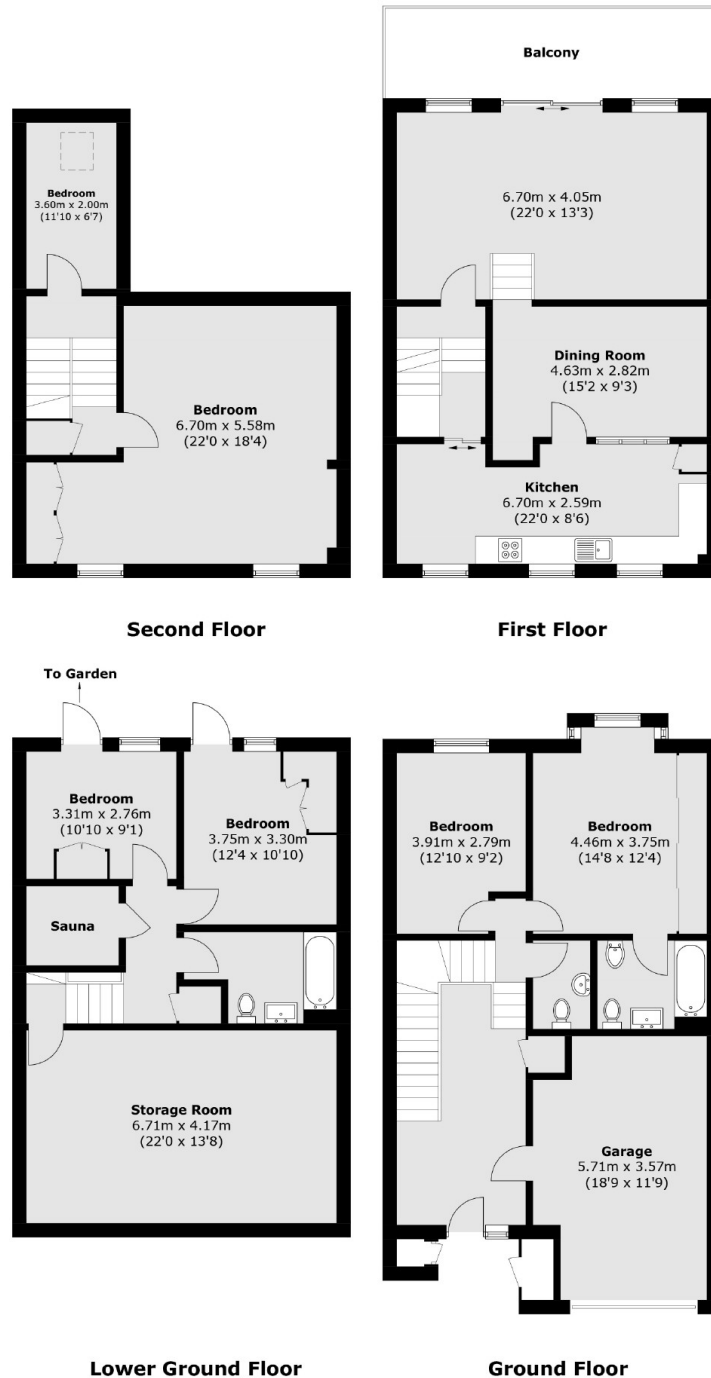 Balcony
Bedroom
3.60m x 2.00m
(11'10 x 6'7)
6.70m x 4.05m
(22'0 x 13'3)
Dining Room
4.63m x 2.82m
(15'2 x 9'3)
Bedroom
6.70m x 5.58m
(22'0 x 18'4)
Kitchen
6.70m x 2.59m
(22'0 x 8'6)
Second Floor
First Floor
To Garden
Bedroom
3.31m x 2.76m
(10'10 x 9'1)
Bedroom
3.75m x 3.30m
(12'4 x 10'10)
Sauna
Storage Room
6.71m x 4.17m
(22'0 x 13'8)
Bedroom
3.91m x 2.79m
(12'10 x 9'2)
Bedroom
4.46m x 3.75m
(14'8 x 12'4)
Garage
5.71m x 3.57m
(18'9 x 11'9)
Lower Ground Floor
Ground Floor